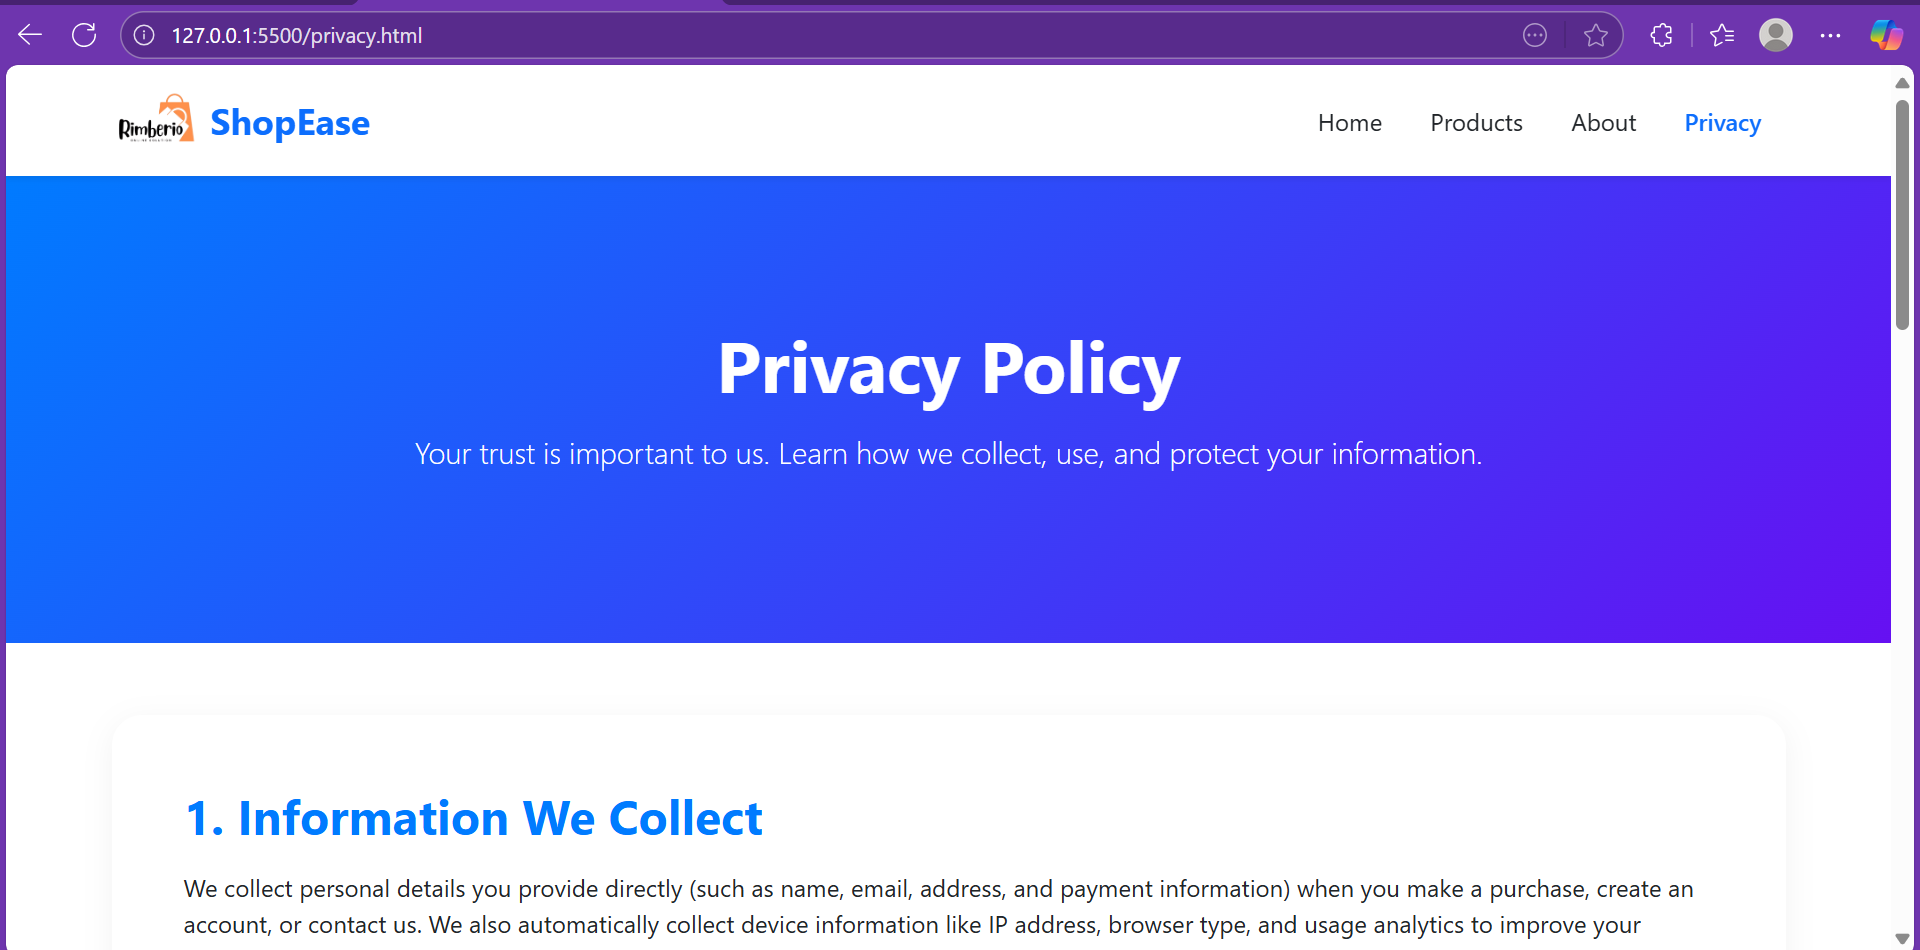 127.0.0.1:5500/privacy.html
Rimberio
ShopEase
Home
Products
About
Privacy
Privacy Policy
Your trust is important to us. Learn how we collect, use, and protect your information.
1. Information We Collect
We collect personal details you provide directly (such as name, email, address, and payment information) when you make a purchase, create an
account, or contact us. We also automatically collect device information like IP address, browser type, and usage analytics to improve your